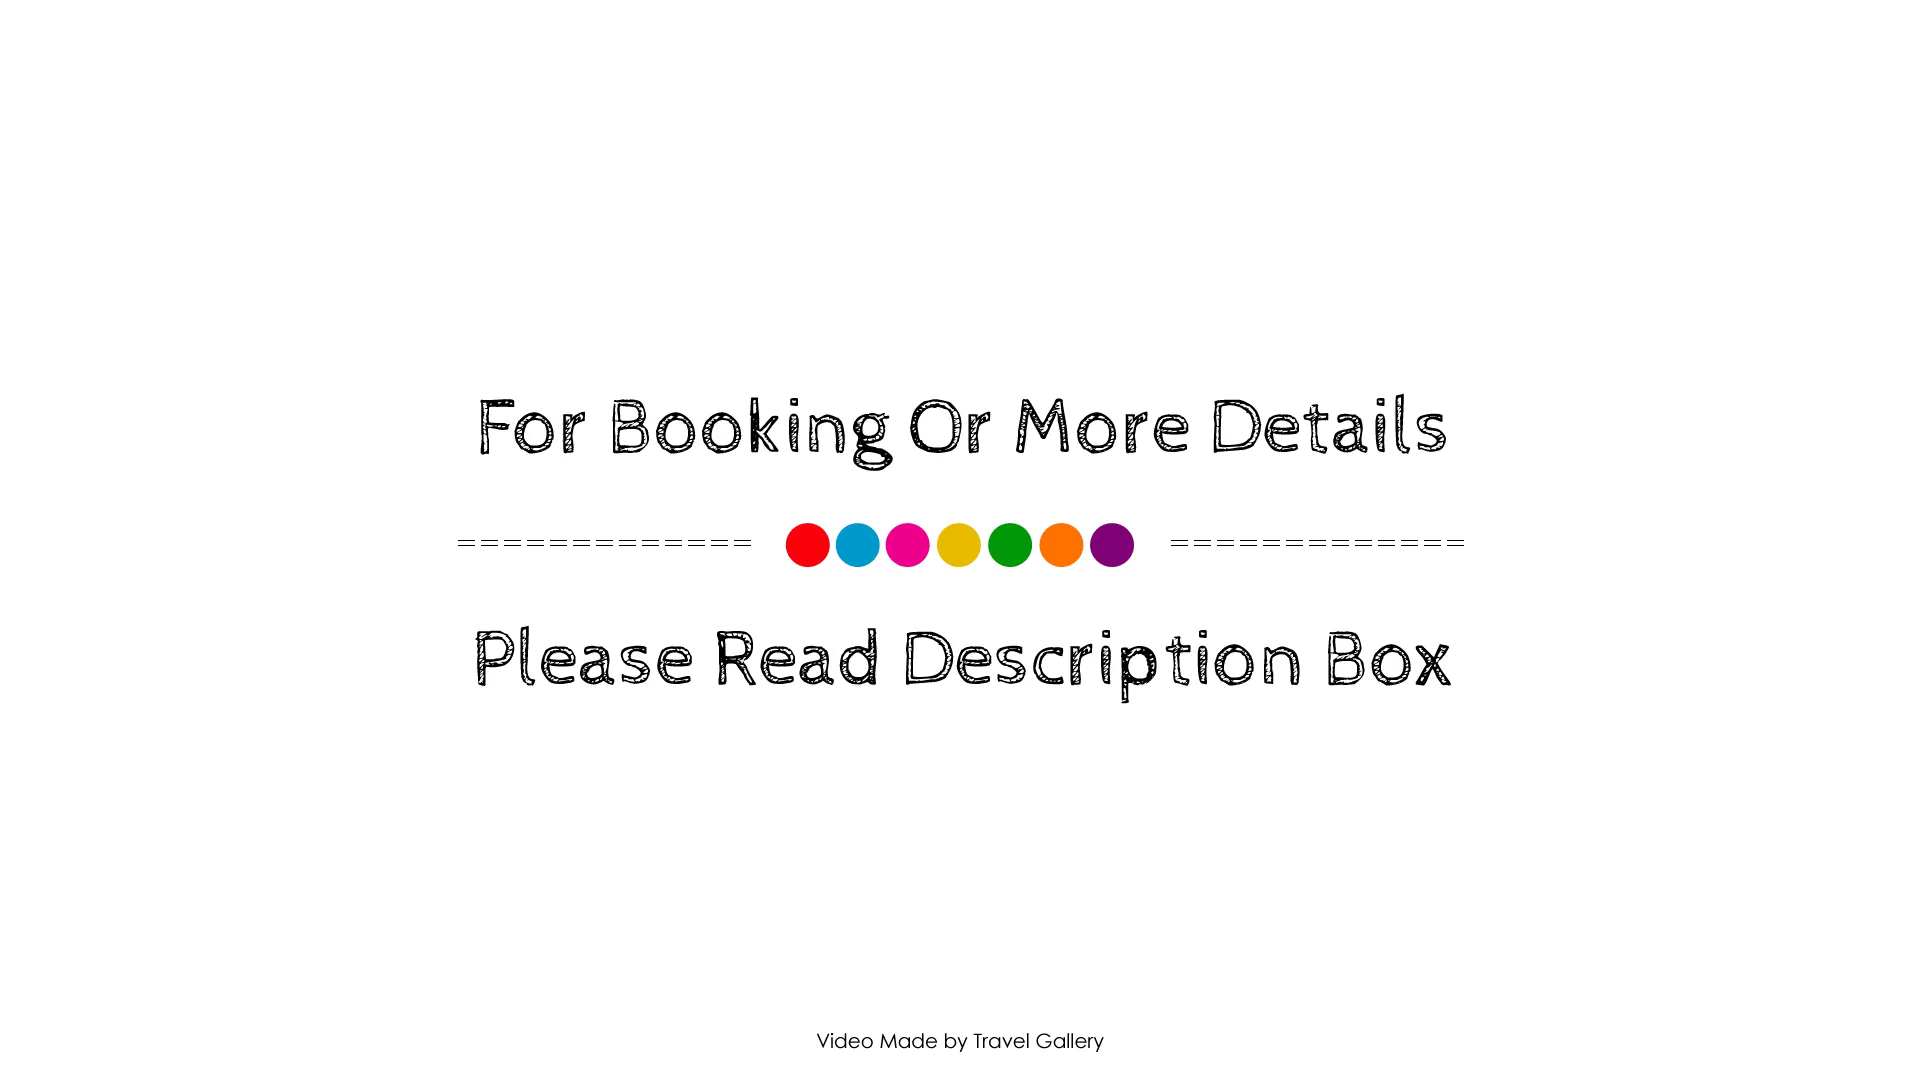 For Booking Or More Details
============= =============
Please Read Description Box
Video Made by Travel Gallery